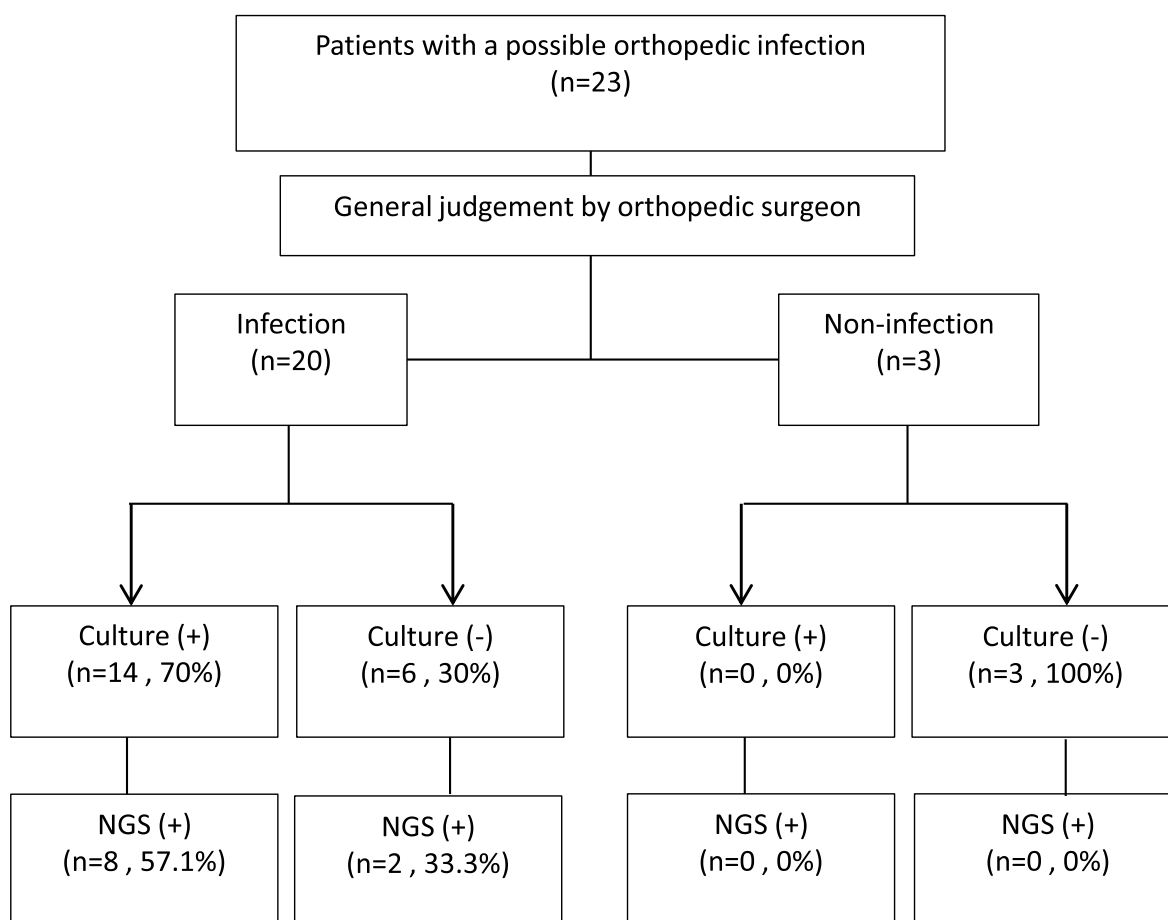 Patients with a possible orthopedic infection
(n=23)
General judgement by orthopedic surgeon
Infection
(n=20)
Non-infection
(n=3)
Culture (+)
(n=14 , 70%)
Culture (-)
(n=6 , 30%)
Culture (+)
(n=0 , 0%)
Culture (-)
(n=3 , 100%)
NGS (+)
(n=8 , 57.1%)
NGS (+)
(n=2 , 33.3%)
NGS (+)
(n=0 , 0%)
NGS (+)
(n=0 , 0%)